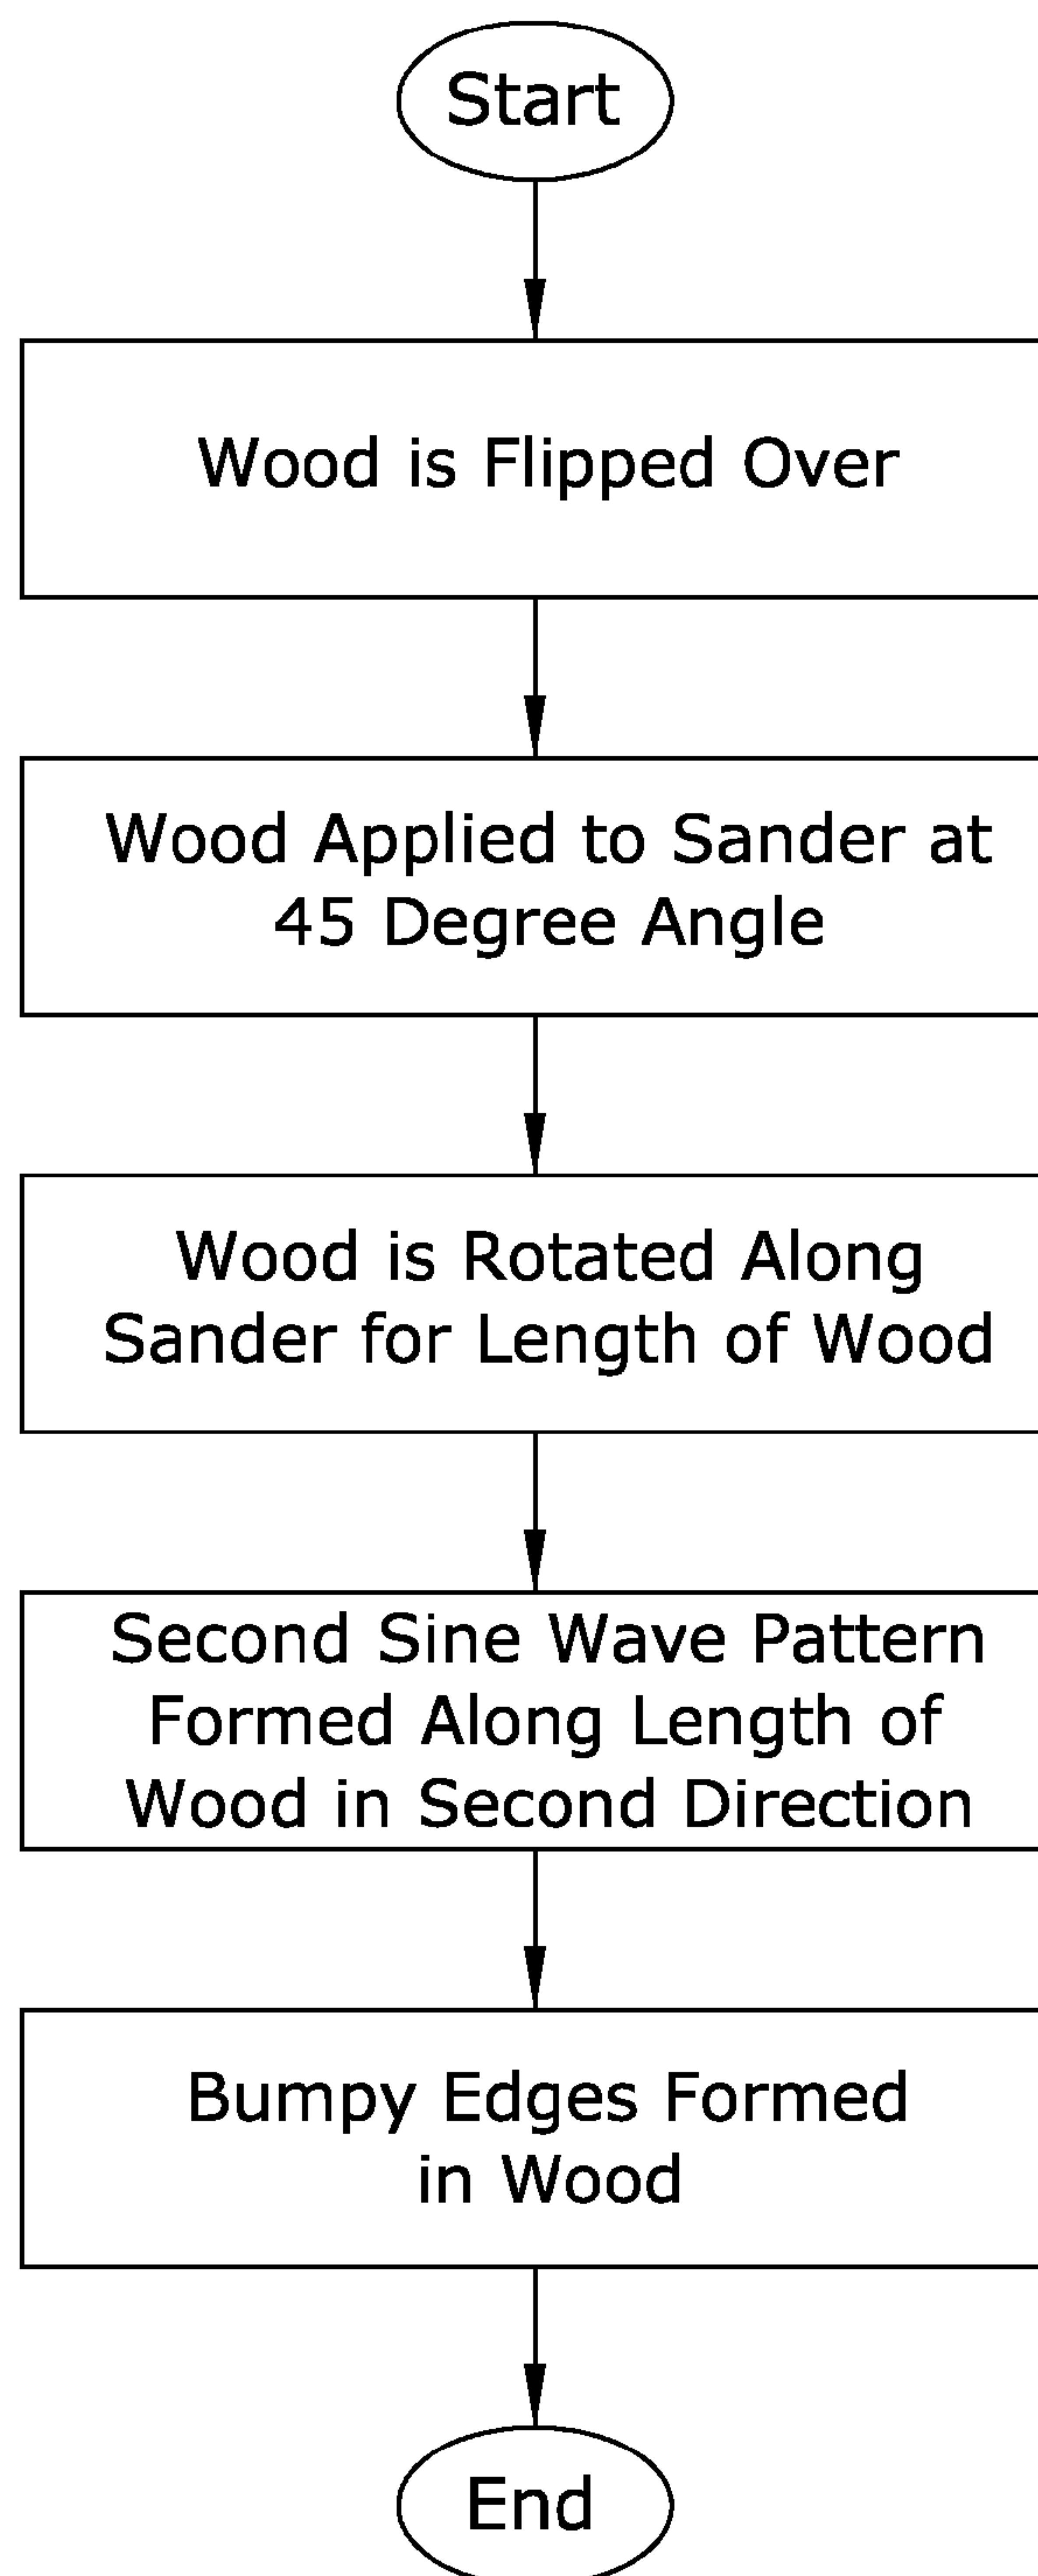 Start
Wood is Flipped Over
Wood Applied to Sander at
45 Degree Angle
Wood is Rotated Along
Sander for Length of Wood
Second Sine Wave Pattern
Formed Along Length of
Wood in Second Direction
Bumpy Edges Formed
in Wood
End